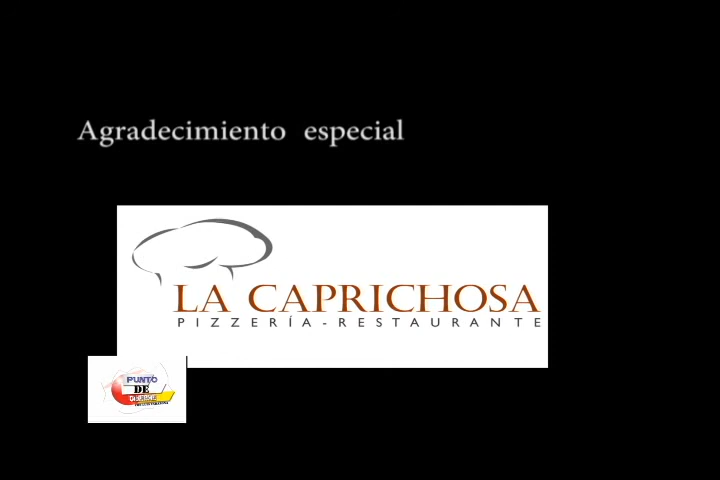 Agradecimiento especial
LA CAPRICHOSA
PIZZERÍA-RESTAURANTE
PUNTO
DE